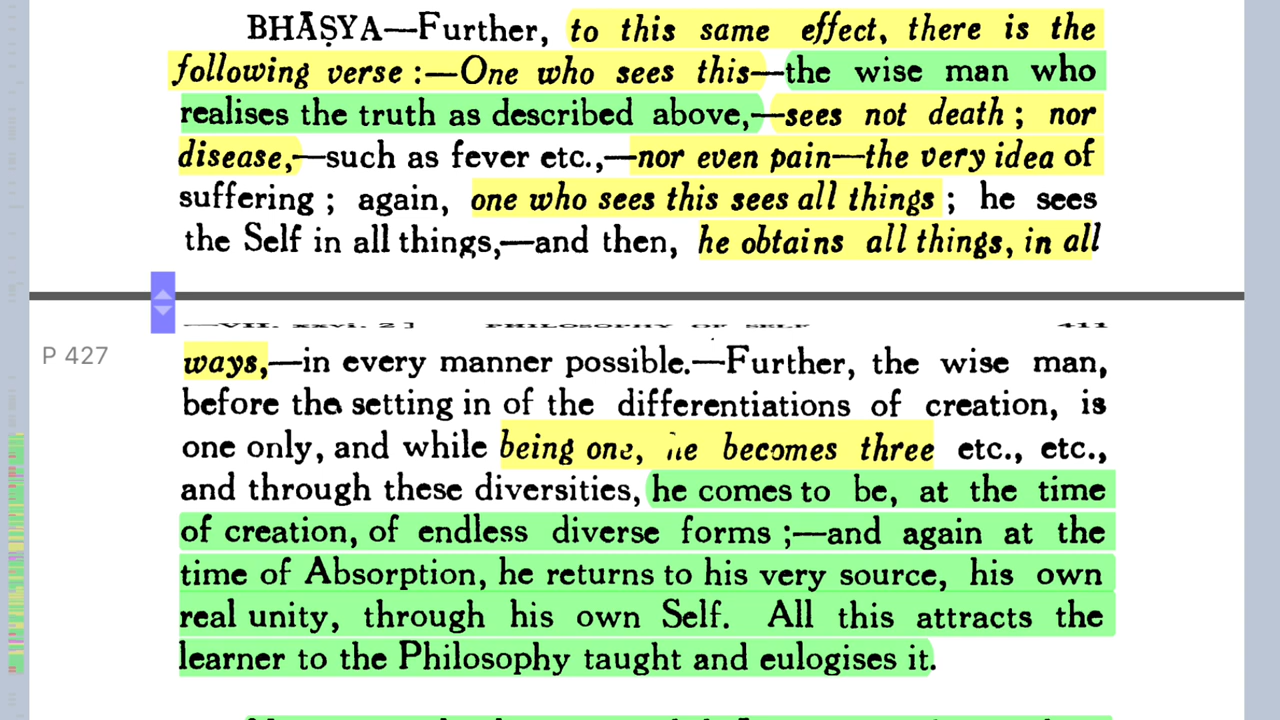 BHĀṢYA—Further, to this same effect, there is the
following verse :—One who sees this—the wise man who
realises the truth as described above,—sees not death ; nor
disease,—such as fever etc.,—nor even pain—the very idea of
suffering ; again, one who sees this sees all things ; he sees
the Self in all things,—and then, he obtains all things, in all
—VII. xxvi. 2 ] PHILOSOPHY OF SELF 411
P 427
ways,—in every manner possible.—Further, the wise man,
before the setting in of the differentiations of creation, is
one only, and while being one, he becomes three etc., etc.,
and through these diversities, he comes to be, at the time
of creation, of endless diverse forms ;—and again at the
time of Absorption, he returns to his very source, his own
real unity, through his own Self. All this attracts the
learner to the Philosophy taught and eulogises it.